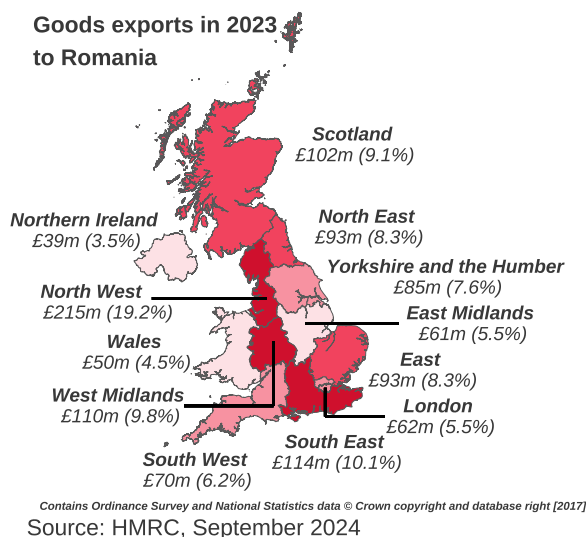 Goods exports in 2023
to Romania
Scotland
£102m (9.1%)
Northern Ireland
£39m (3.5%)
North East
£93m (8.3%)
Yorkshire and the Humber
£85m (7.6%)
North West
£215m (19.2%)
East Midlands
£61m (5.5%)
Wales
£50m (4.5%)
East
£93m (8.3%)
West Midlands
£110m (9.8%)
London
£62m (5.5%)
South East
£114m (10.1%)
South West
£70m (6.2%)
Contains Ordinance Survey and National Statistics data © Crown copyright and database right [2017]
Source: HMRC, September 2024